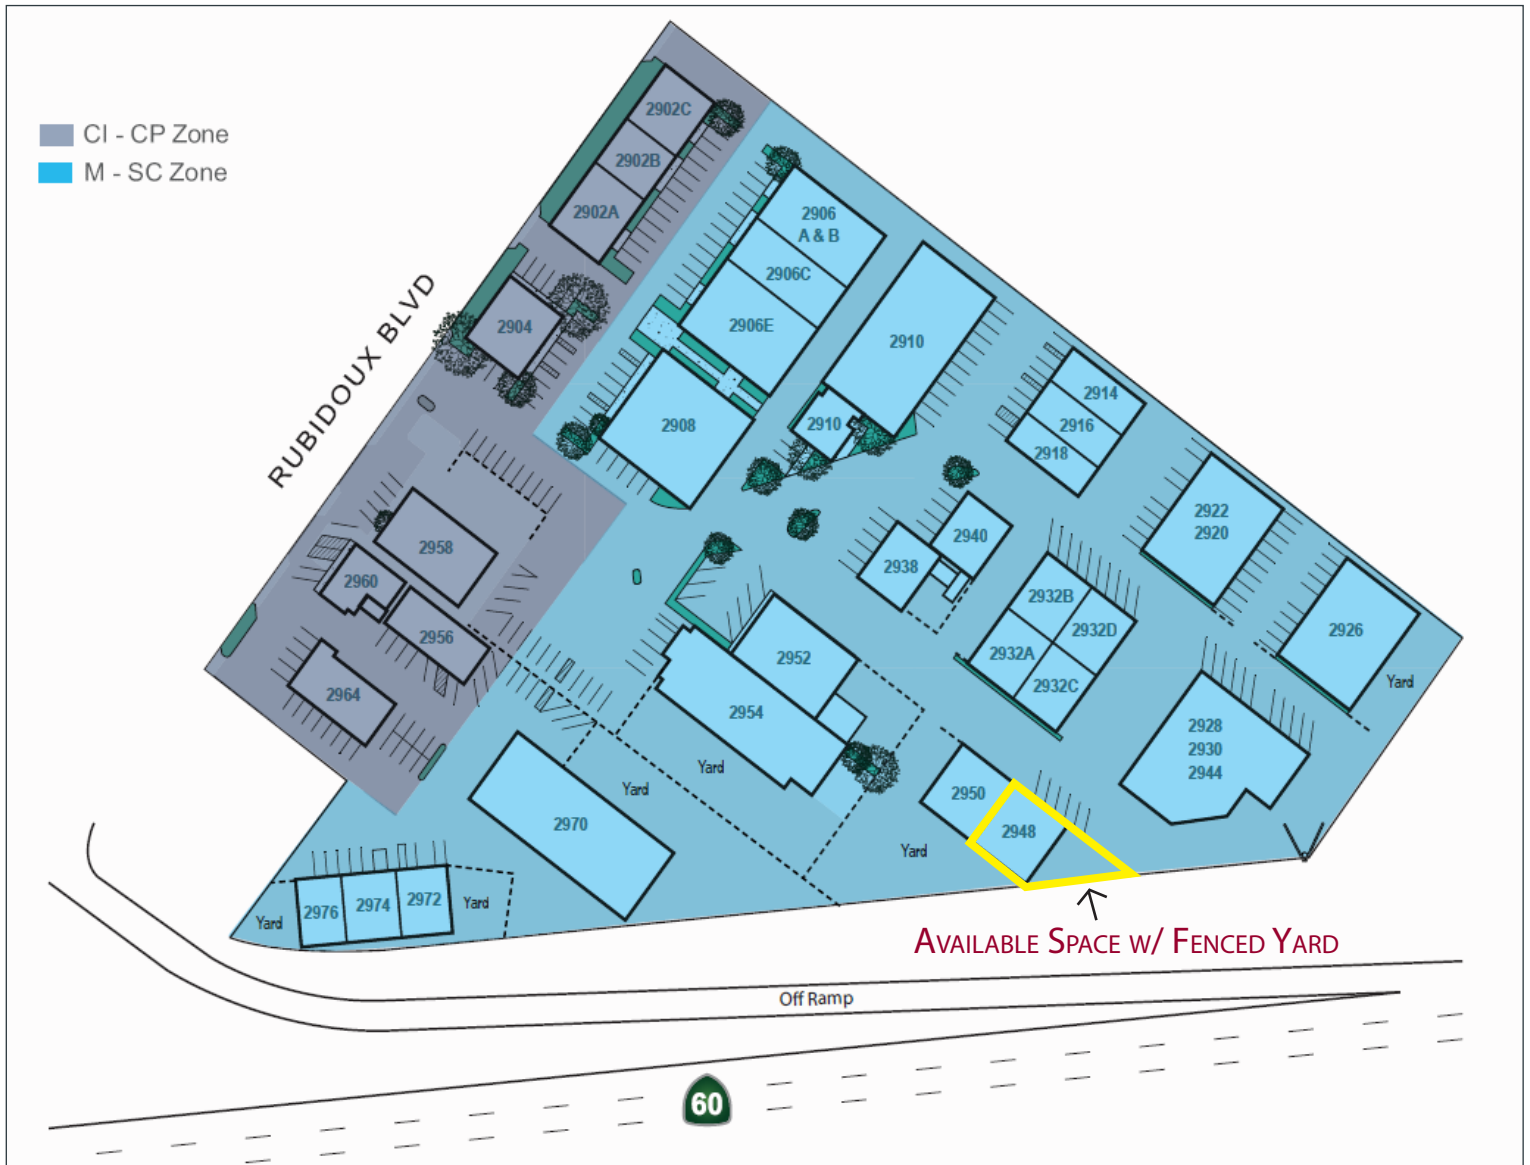 CI - CP Zone
M - SC Zone
RUBIDOUX BLVD
2902C
2902B
2902A
2904
2906
A & B
2906C
2906E
2908
2910
2910
2914
2916
2918
2922
2920
2926
Yard
2940
2938
2932B
2932D
2932A
2932C
2928
2930
2944
2958
2960
2956
2964
2952
2954
Yard
Yard
2970
2950
2948
Yard
2976
2974
2972
Yard
Yard
Available Space w/ Fenced Yard
Off Ramp
60